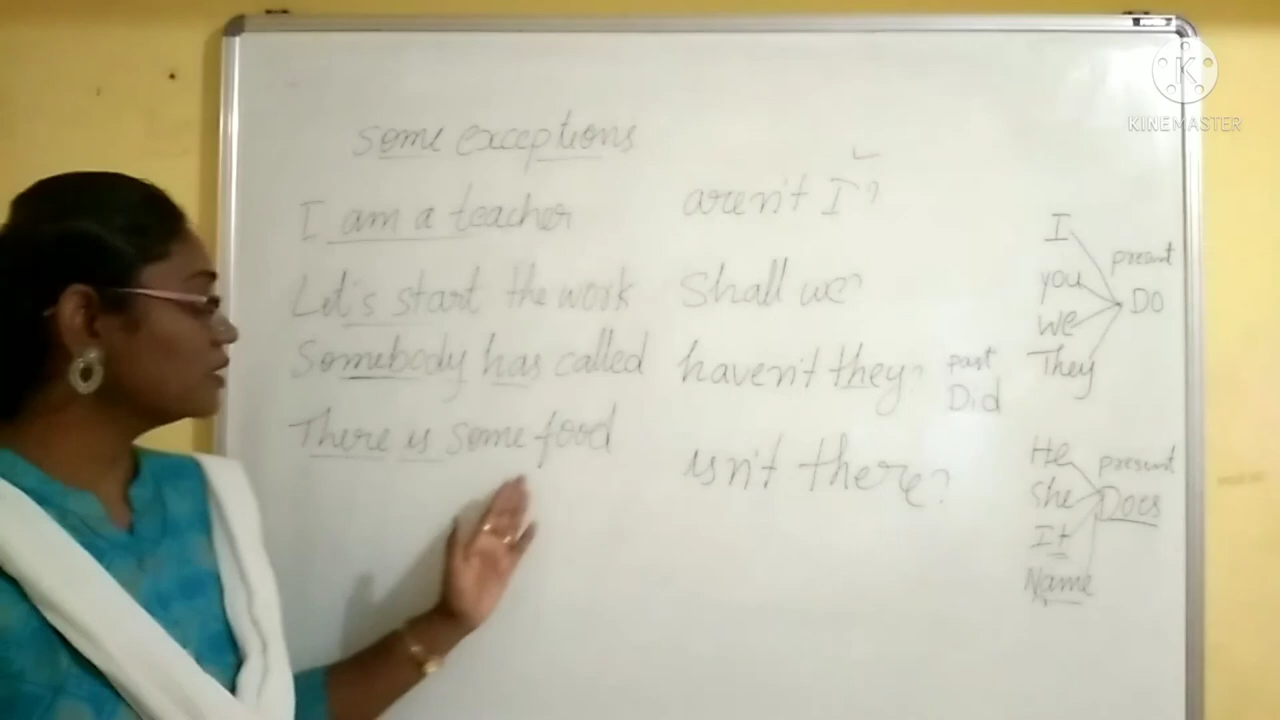 some exceptions
I am a teacher aren't I?
Let's start the work Shall we?
Somebody has called haven't they?
There is some food isn't there?
past
Did
I
you
we
They
present
DO
He
She
It
Name
present
Does
K
KINEMASTER